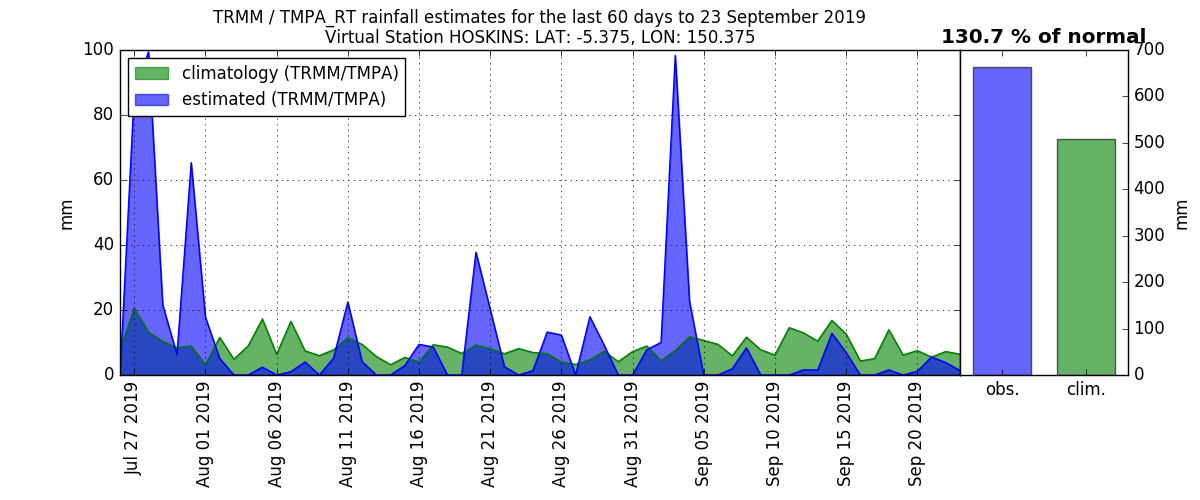 TRMM / TMPA_RT rainfall estimates for the last 60 days to 23 September 2019
Virtual Station HOSKINS: LAT: -5.375, LON: 150.375
130.7 % of normal
climatology (TRMM/TMPA)
estimated (TRMM/TMPA)
100
80
60
40
20
0
mm
Jul 27 2019
Aug 01 2019
Aug 06 2019
Aug 11 2019
Aug 16 2019
Aug 21 2019
Aug 26 2019
Aug 31 2019
Sep 05 2019
Sep 10 2019
Sep 15 2019
Sep 20 2019
700
600
500
400
300
200
100
0
mm
obs.
clim.